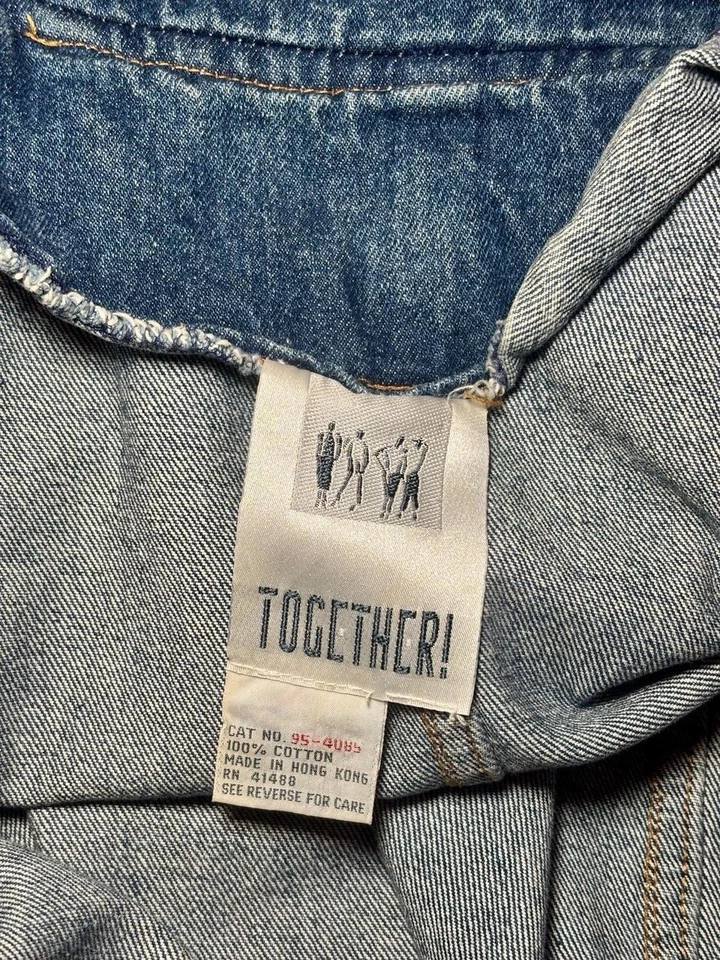 TOGETHER!
CAT NO. 95-4085
100% COTTON
MADE IN HONG KONG
RN 41488
SEE REVERSE FOR CARE